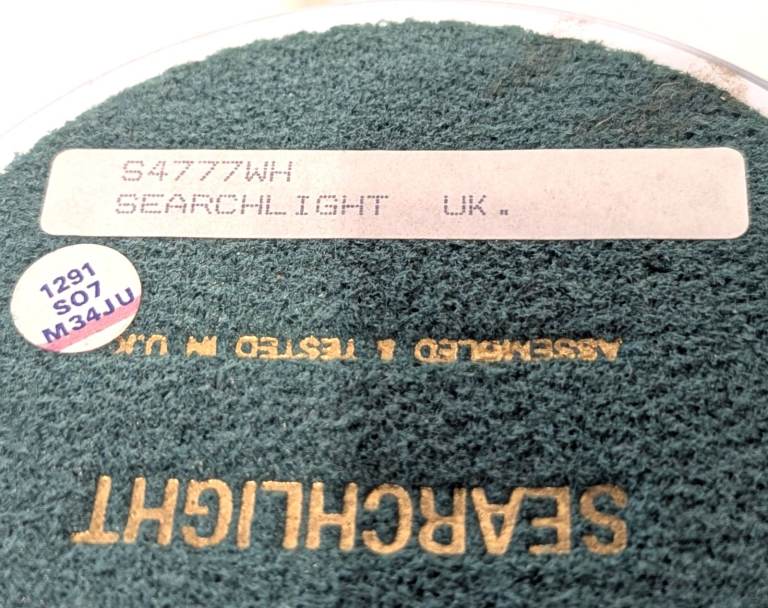 S4777WH
SEARCHLIGHT UK.
1291
S07
M34JU
ASSEMBLED & TESTED IN U.K
SEARCHLIGHT